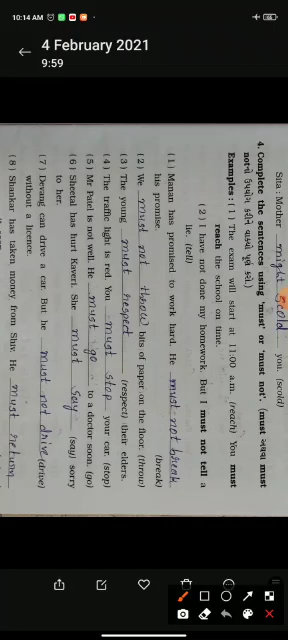 10:14 AM
4 February 2021
9:59
Sita : Mother might scold you. (scold)
4. Complete the sentences using 'must' or 'must not'. (must અથવા must
not-નો ઉપયોગ કરીને વાક્યો પૂર્ણ કરો.)
Examples : (1) The exam will start at 11:00 a.m. (reach) You must
reach the school on time.
(2) I have not done my homework. But I must not tell a
lie. (tell)
(1) Manan has promised to work hard. He must not break
his promise. (break)
(2) We must not throw bits of paper on the floor. (throw)
(3) The young must respect (respect) their elders.
(4) The traffic light is red. You must stop your car. (stop)
(5) Mr Patel is not well. He must go to a doctor soon. (go)
(6) Sheetal has hurt Kaveri. She must say (say) sorry
to her.
(7) Devang can drive a car. But he must not drive (drive)
without a licence.
(8) Shankar has taken money from Shiv. He must return